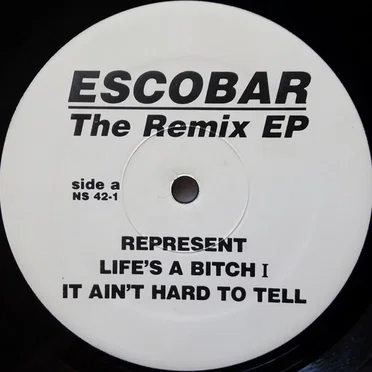 ESCOBAR
The Remix EP
side a
NS 42-1
REPRESENT
LIFE'S A BITCH I
IT AIN'T HARD TO TELL